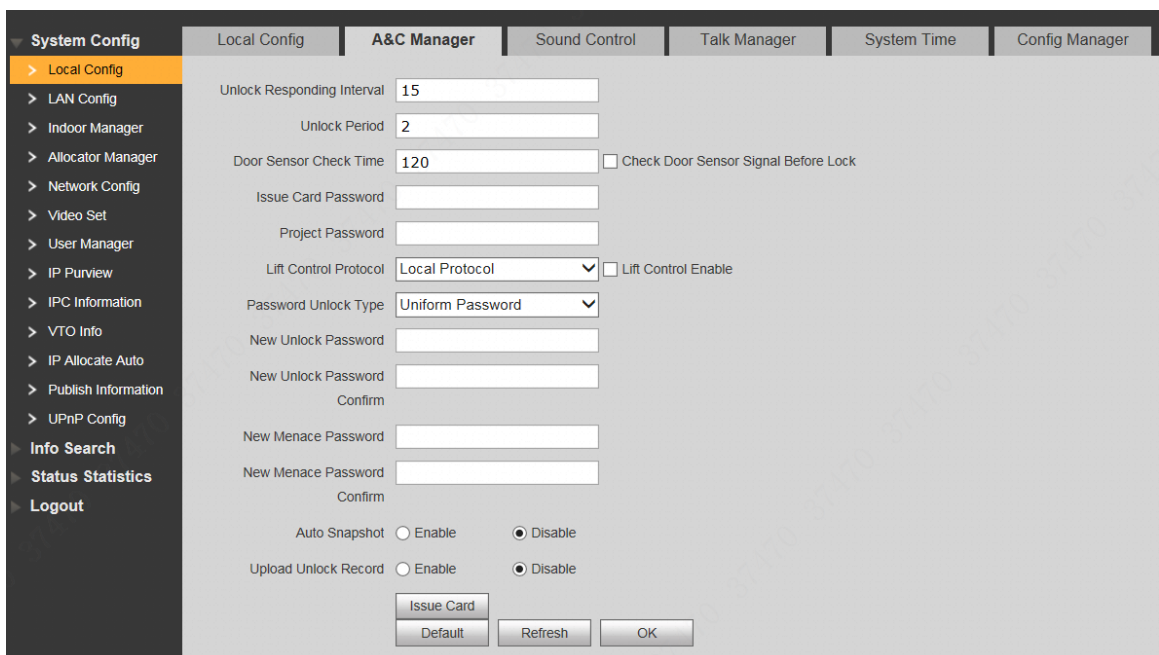 System Config
Local Config
LAN Config
Indoor Manager
Allocator Manager
Network Config
Video Set
User Manager
IP Purview
IPC Information
VTO Info
IP Allocate Auto
Publish Information
UPnP Config
Info Search
Status Statistics
Logout
Local Config A&C Manager Sound Control Talk Manager System Time Config Manager
Unlock Responding Interval 15
Unlock Period 2
Door Sensor Check Time 120 Check Door Sensor Signal Before Lock
Issue Card Password
Project Password
Lift Control Protocol Local Protocol Lift Control Enable
Password Unlock Type Uniform Password
New Unlock Password
New Unlock Password
Confirm
New Menace Password
New Menace Password
Confirm
Auto Snapshot Enable Disable
Upload Unlock Record Enable Disable
Issue Card
Default Refresh OK